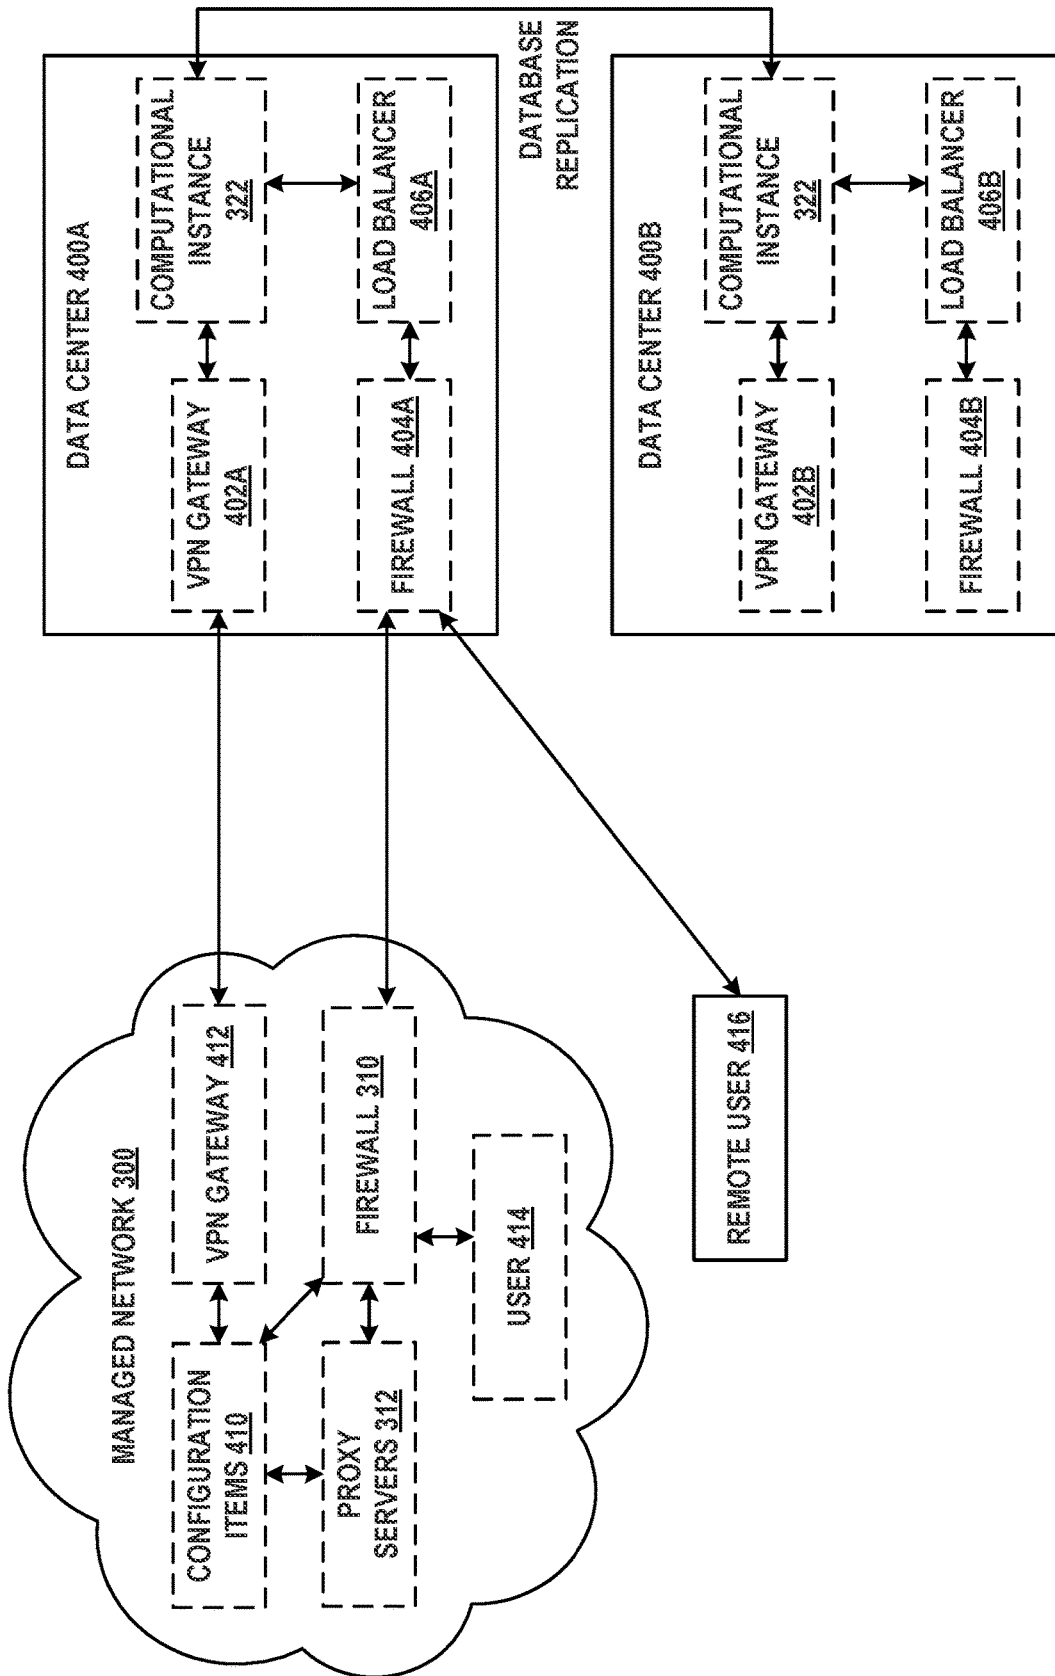 MANAGED NETWORK 300
CONFIGURATION
ITEMS 410
VPN GATEWAY 412
PROXY
SERVERS 312
FIREWALL 310
USER 414
REMOTE USER 416
DATA CENTER 400A
VPN GATEWAY
402A
COMPUTATIONAL
INSTANCE
322
FIREWALL 404A
LOAD BALANCER
406A
DATABASE
REPLICATION
DATA CENTER 400B
VPN GATEWAY
402B
COMPUTATIONAL
INSTANCE
322
FIREWALL 404B
LOAD BALANCER
406B